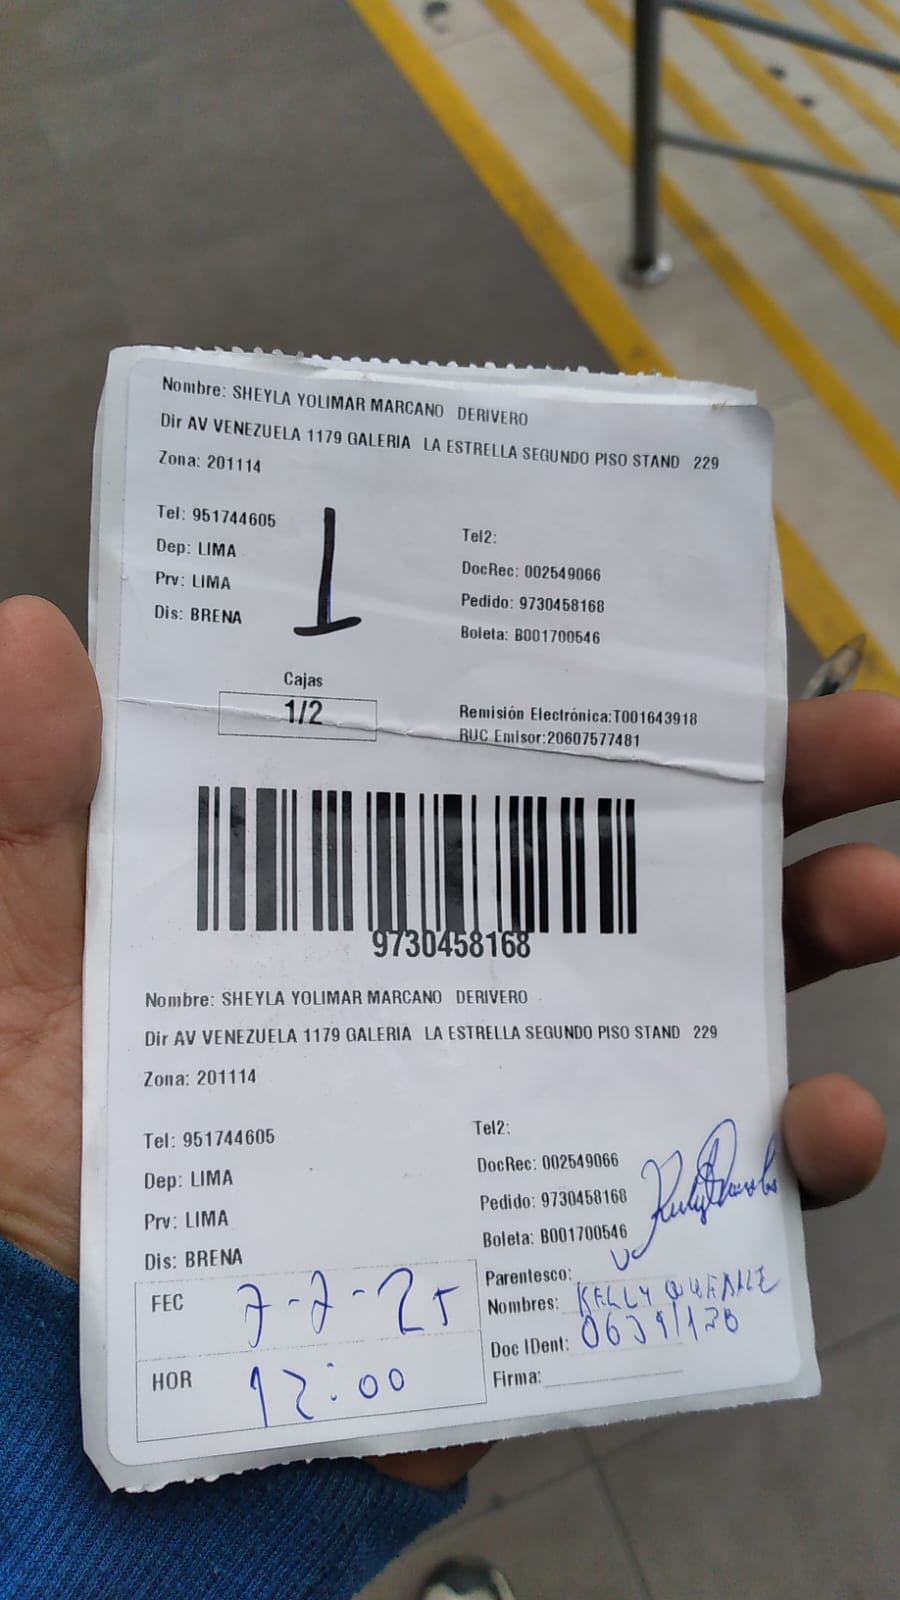 Nombre: SHEYLA YOLIMAR MARCANO DERIVERO
Dir AV VENEZUELA 1179 GALERIA LA ESTRELLA SEGUNDO PISO STAND 229
Zona: 201114
Tel: 951744605
Dep: LIMA
Prv: LIMA
Dis: BRENA
1
Tel2:
DocRec: 002549066
Pedido: 9730458168
Boleta: B001700546
Cajas
1/2
Remisión Electrónica:T001643918
RUC Emisor:20607577481
9730458168
Nombre: SHEYLA YOLIMAR MARCANO DERIVERO
Dir AV VENEZUELA 1179 GALERIA LA ESTRELLA SEGUNDO PISO STAND 229
Zona: 201114
Tel: 951744605
Dep: LIMA
Prv: LIMA
Dis: BRENA
Tel2:
DocRec: 002549066
Pedido: 9730458168
Boleta: B001700546
FEC 7-7-25
HOR 12:00
Parentesco:
Nombres: KELLY
Doc IDent:
Firma: